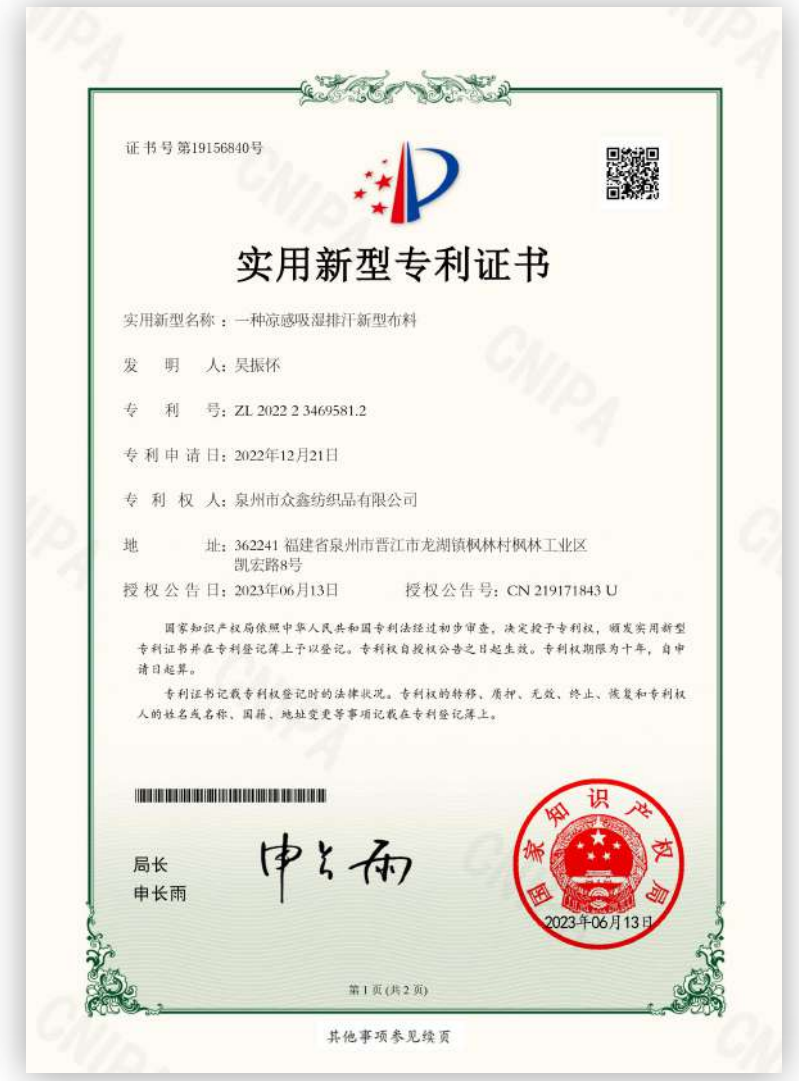 证书号第19156840号
实用新型专利证书
实用新型名称：一种凉感吸湿排汗新型布料
发明人：吴振怀
专利号：ZL 2022 2 3469581.2
专利申请日：2022年12月21日
专利权人：泉州市众鑫纺织品有限公司
地址：362241 福建省泉州市晋江市龙湖镇枫林村枫林工业区
凯宏路8号
授权公告日：2023年06月13日 授权公告号：CN 219171843 U
国家知识产权局依照中华人民共和国专利法经过初步审查，决定授予专利权，颁发实用新型
专利证书并在专利登记簿上予以登记。专利权自授权公告之日起生效。专利权期限为十年，自申
请日起算。
专利证书记载专利权登记时的法律状况。专利权的转移、质押、无效、终止、恢复和专利权
人的姓名或名称、国籍、地址变更等事项记载在专利登记簿上。
局长
申长雨
申长雨
国家知识产权局
2023年06月13日
第1页(共2页)
其他事项参见续页
CNIPA
CNIPA
CNIPA
CNIPA
CNIPA
CNIPA